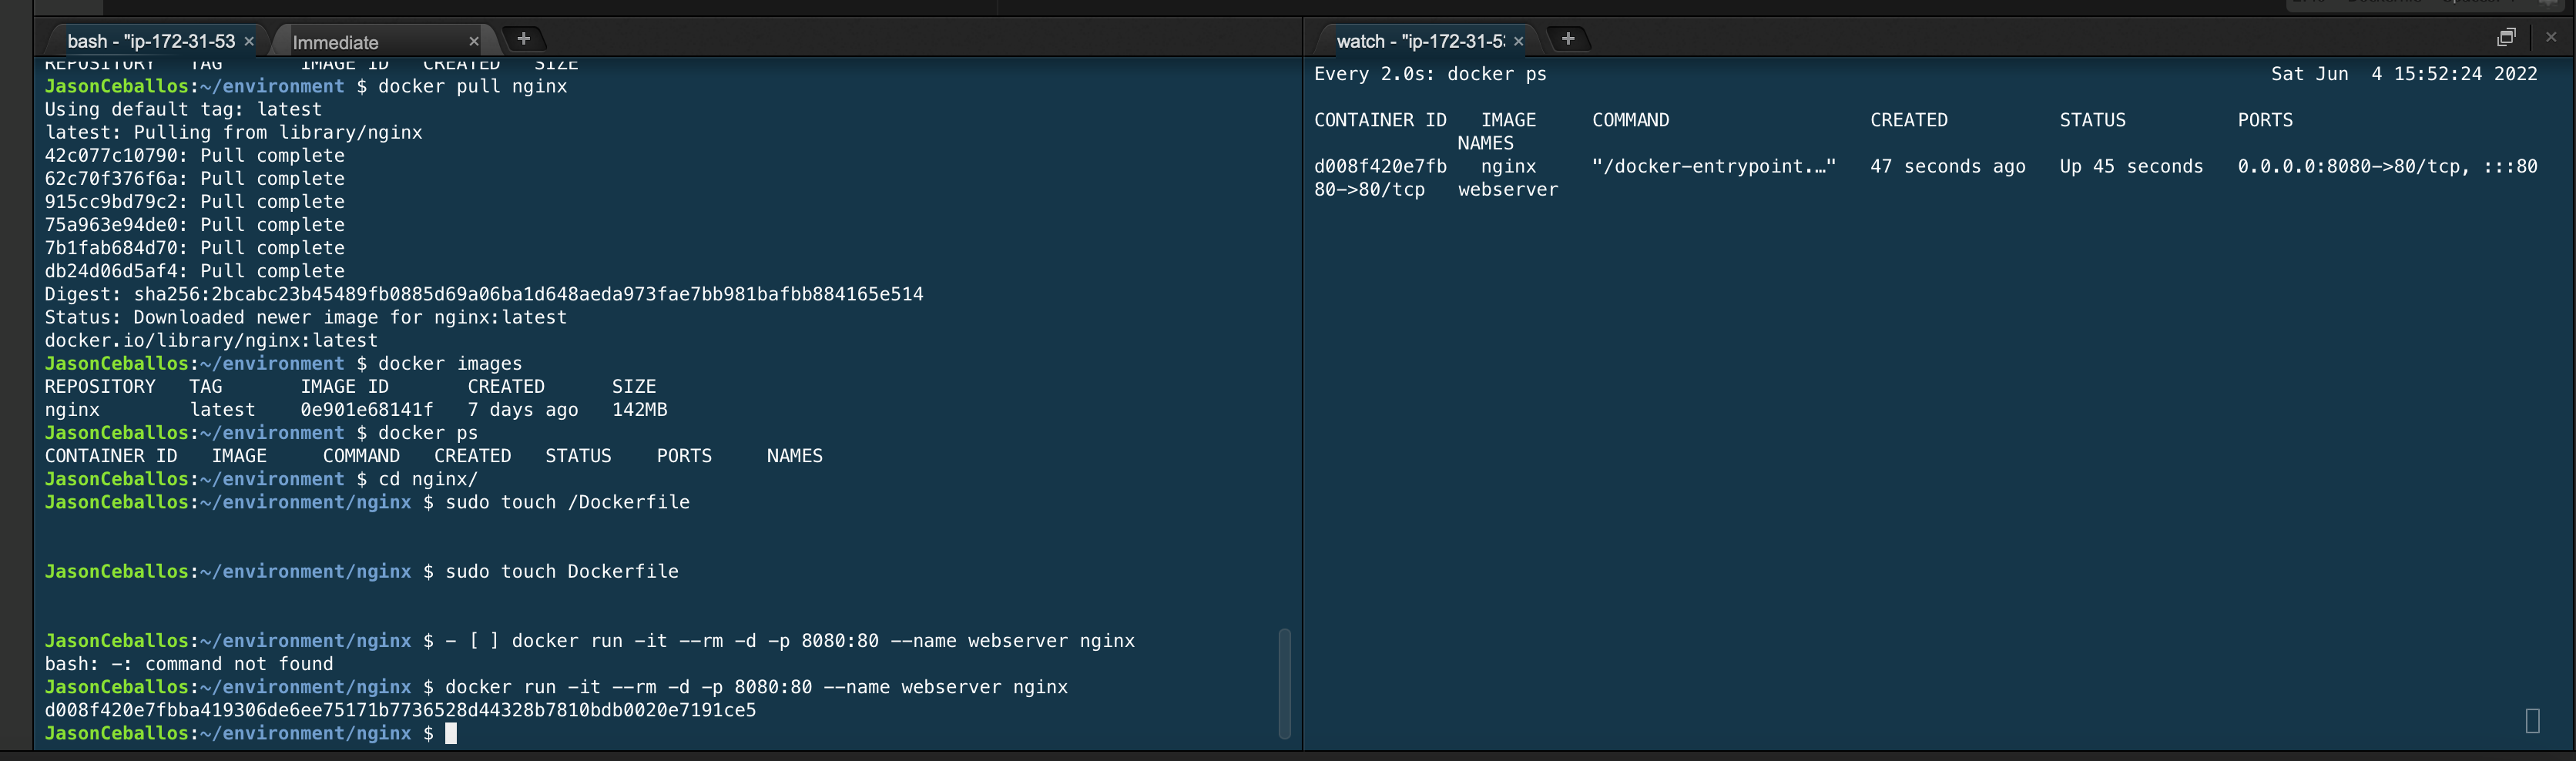 bash - "ip-172-31-53
Immediate
REPOSITORY   TAG       IMAGE ID   CREATED   SIZE
JasonCeballos:~/environment $ docker pull nginx
Using default tag: latest
latest: Pulling from library/nginx
42c077c10790: Pull complete
62c70f376f6a: Pull complete
915cc9bd79c2: Pull complete
75a963e94de0: Pull complete
7b1fab684d70: Pull complete
db24d06d5af4: Pull complete
Digest: sha256:2bcabc23b45489fb0885d69a06ba1d648aeda973fae7bb981bafbb884165e514
Status: Downloaded newer image for nginx:latest
docker.io/library/nginx:latest
JasonCeballos:~/environment $ docker images
REPOSITORY   TAG       IMAGE ID       CREATED      SIZE
nginx        latest    0e901e68141f   7 days ago   142MB
JasonCeballos:~/environment $ docker ps
CONTAINER ID   IMAGE     COMMAND   CREATED   STATUS    PORTS     NAMES
JasonCeballos:~/environment $ cd nginx/
JasonCeballos:~/environment/nginx $ sudo touch /Dockerfile
JasonCeballos:~/environment/nginx $ sudo touch Dockerfile
JasonCeballos:~/environment/nginx $ - [ ] docker run -it --rm -d -p 8080:80 --name webserver nginx
bash: -: command not found
JasonCeballos:~/environment/nginx $ docker run -it --rm -d -p 8080:80 --name webserver nginx
d008f420e7fbba419306de6ee75171b7736528d44328b7810bdb0020e7191ce5
JasonCeballos:~/environment/nginx $
watch - "ip-172-31-53
Every 2.0s: docker ps
Sat Jun  4 15:52:24 2022
CONTAINER ID   IMAGE     COMMAND                  CREATED          STATUS          PORTS
NAMES
d008f420e7fb   nginx     "/docker-entrypoint.…"   47 seconds ago   Up 45 seconds   0.0.0.0:8080->80/tcp, :::80
80->80/tcp   webserver